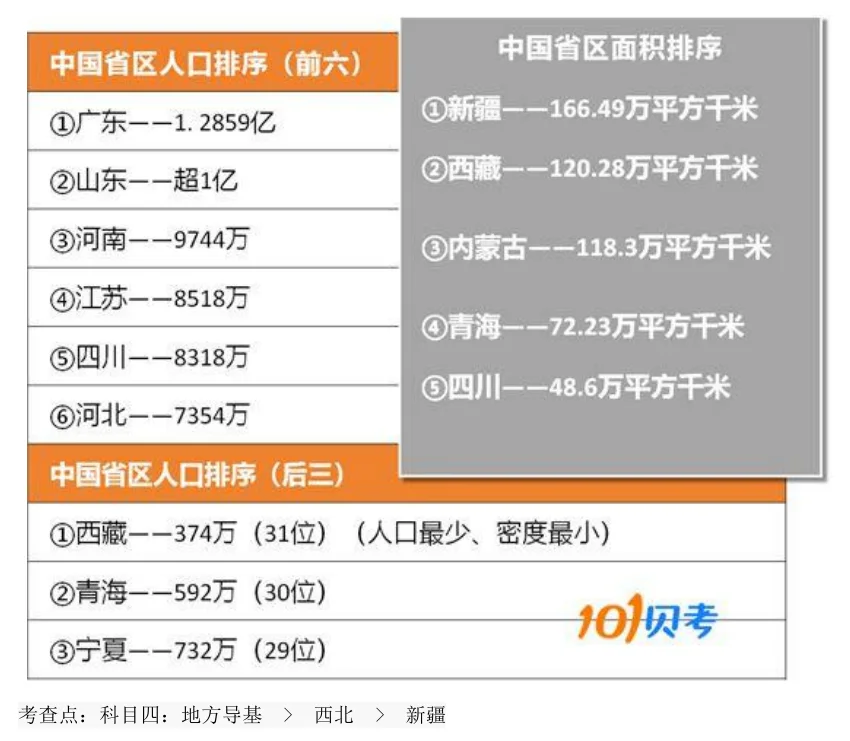 中国省区人口排序（前六）
①广东——1.2859亿
②山东——超1亿
③河南——9744万
④江苏——8518万
⑤四川——8318万
⑥河北——7354万
中国省区面积排序
①新疆——166.49万平方千米
②西藏——120.28万平方千米
③内蒙古——118.3万平方千米
④青海——72.23万平方千米
⑤四川——48.6万平方千米
中国省区人口排序（后三）
①西藏——374万（31位）（人口最少、密度最小）
②青海——592万（30位）
③宁夏——732万（29位）
101贝考
考查点：科目四：地方导基 > 西北 > 新疆